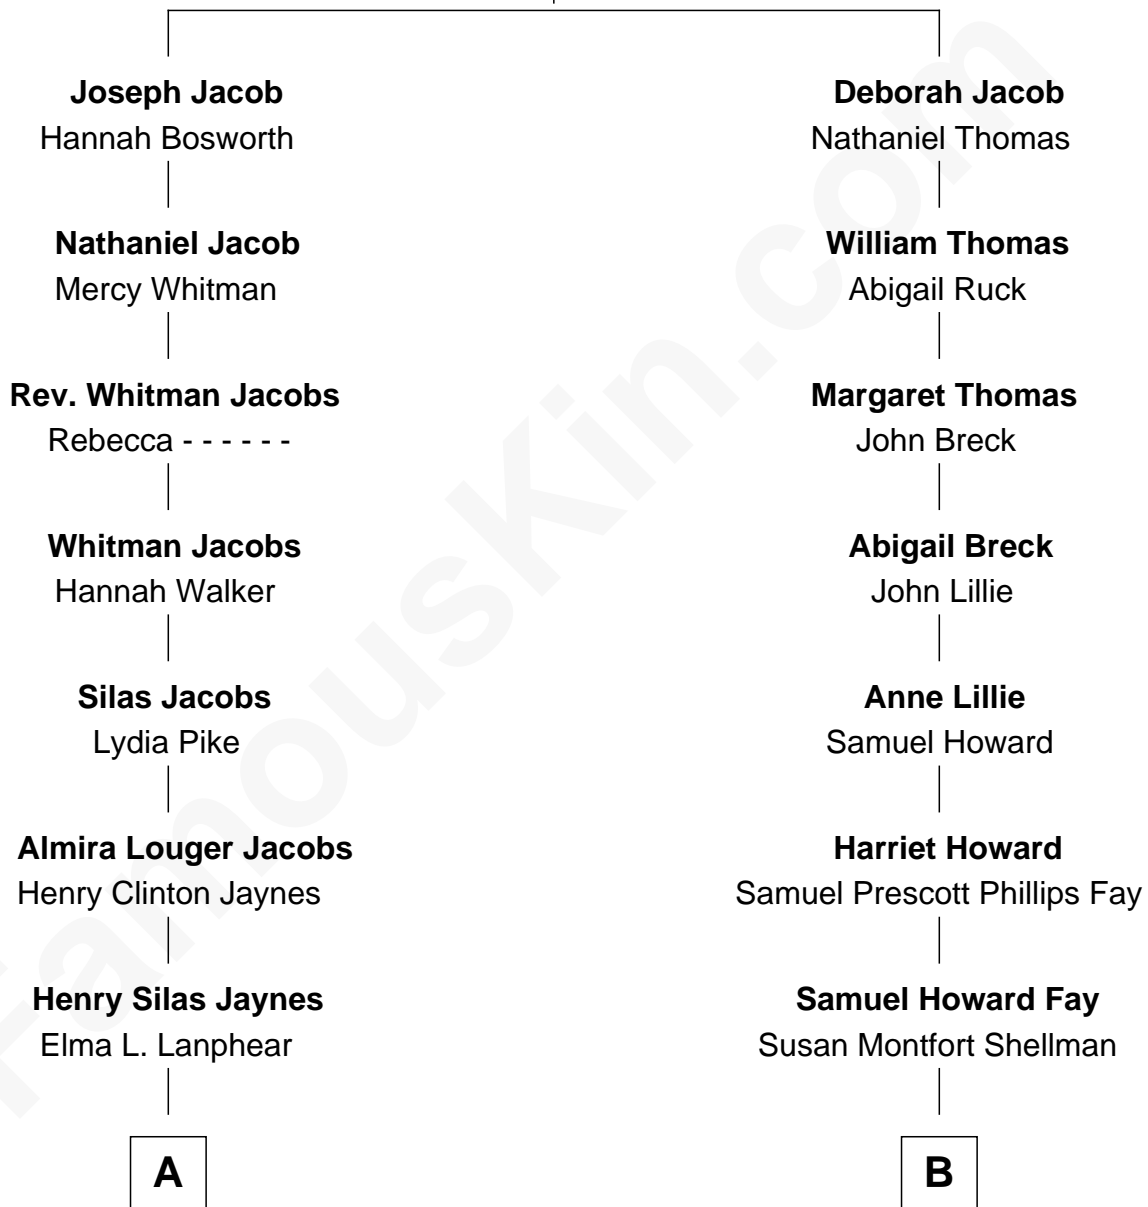 Joseph Jacob
Hannah Bosworth
Nathaniel Jacob
Mercy Whitman
Rev. Whitman Jacobs
Rebecca - - - - - -
Whitman Jacobs
Hannah Walker
Silas Jacobs
Lydia Pike
Almira Louger Jacobs
Henry Clinton Jaynes
Henry Silas Jaynes
Elma L. Lanphear
A
Deborah Jacob
Nathaniel Thomas
William Thomas
Abigail Ruck
Margaret Thomas
John Breck
Abigail Breck
John Lillie
Anne Lillie
Samuel Howard
Harriet Howard
Samuel Prescott Phillips Fay
Samuel Howard Fay
Susan Montfort Shellman
B
FamousKin.com